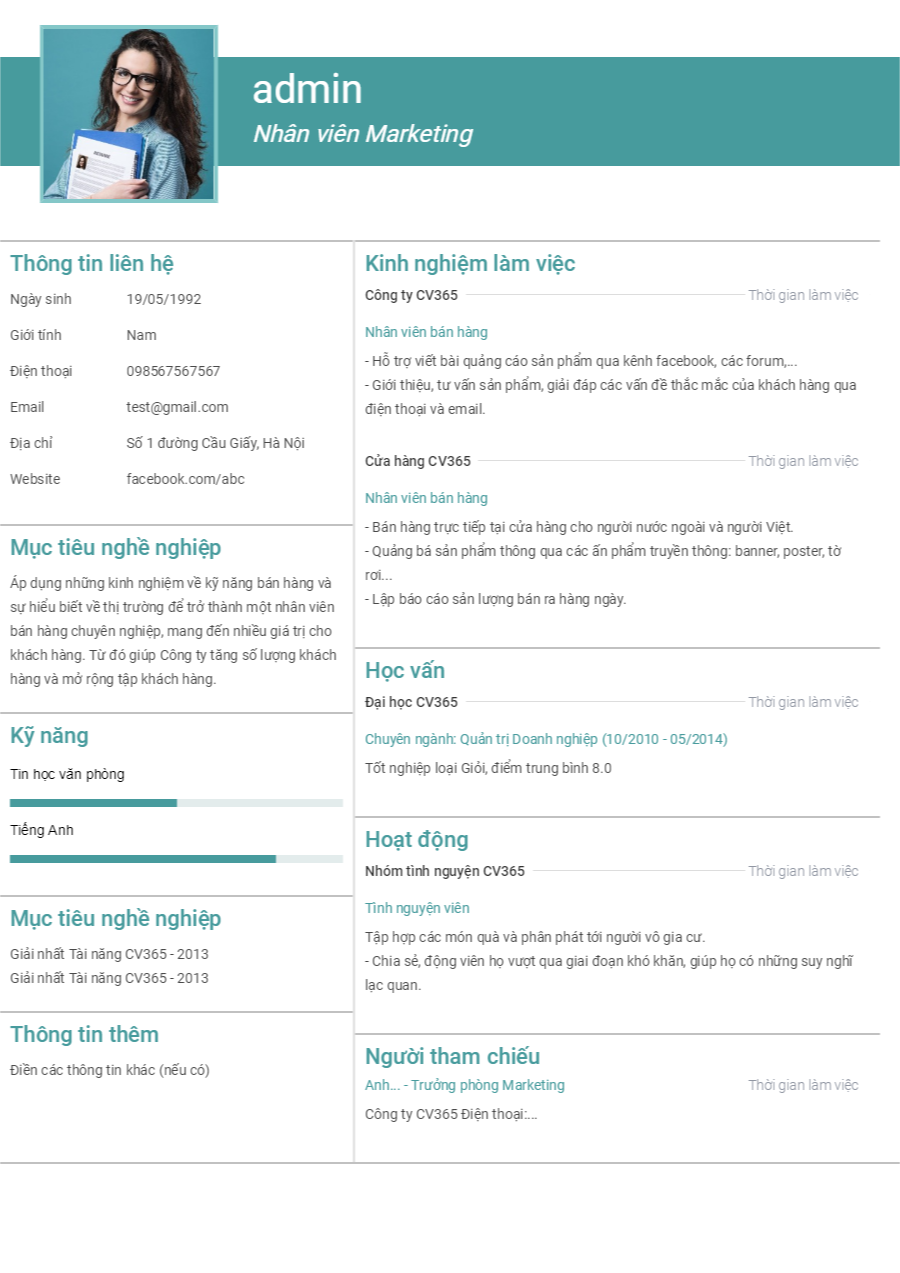 admin
Nhân viên Marketing
RESUME
Thông tin liên hệ
Ngày sinh 19/05/1992
Giới tính Nam
Điện thoại 098567567567
Email test@gmail.com
Địa chỉ Số 1 đường Cầu Giấy, Hà Nội
Website facebook.com/abc
Mục tiêu nghề nghiệp
Áp dụng những kinh nghiệm về kỹ năng bán hàng và
sự hiểu biết về thị trường để trở thành một nhân viên
bán hàng chuyên nghiệp, mang đến nhiều giá trị cho
khách hàng. Từ đó giúp Công ty tăng số lượng khách
hàng và mở rộng tập khách hàng.
Kỹ năng
Tin học văn phòng
Tiếng Anh
Mục tiêu nghề nghiệp
Giải nhất Tài năng CV365 - 2013
Giải nhất Tài năng CV365 - 2013
Thông tin thêm
Điền các thông tin khác (nếu có)
Kinh nghiệm làm việc
Công ty CV365 Thời gian làm việc
Nhân viên bán hàng
- Hỗ trợ viết bài quảng cáo sản phẩm qua kênh facebook, các forum,...
- Giới thiệu, tư vấn sản phẩm, giải đáp các vấn đề thắc mắc của khách hàng qua
điện thoại và email.
Cửa hàng CV365 Thời gian làm việc
Nhân viên bán hàng
- Bán hàng trực tiếp tại cửa hàng cho người nước ngoài và người Việt.
- Quảng bá sản phẩm thông qua các ấn phẩm truyền thông: banner, poster, tờ
rơi...
- Lập báo cáo sản lượng bán ra hàng ngày.
Học vấn
Đại học CV365 Thời gian làm việc
Chuyên ngành: Quản trị Doanh nghiệp (10/2010 - 05/2014)
Tốt nghiệp loại Giỏi, điểm trung bình 8.0
Hoạt động
Nhóm tình nguyện CV365 Thời gian làm việc
Tình nguyện viên
Tập hợp các món quà và phân phát tới người vô gia cư.
- Chia sẻ, động viên họ vượt qua giai đoạn khó khăn, giúp họ có những suy nghĩ
lạc quan.
Người tham chiếu
Anh... - Trưởng phòng Marketing Thời gian làm việc
Công ty CV365 Điện thoại:...